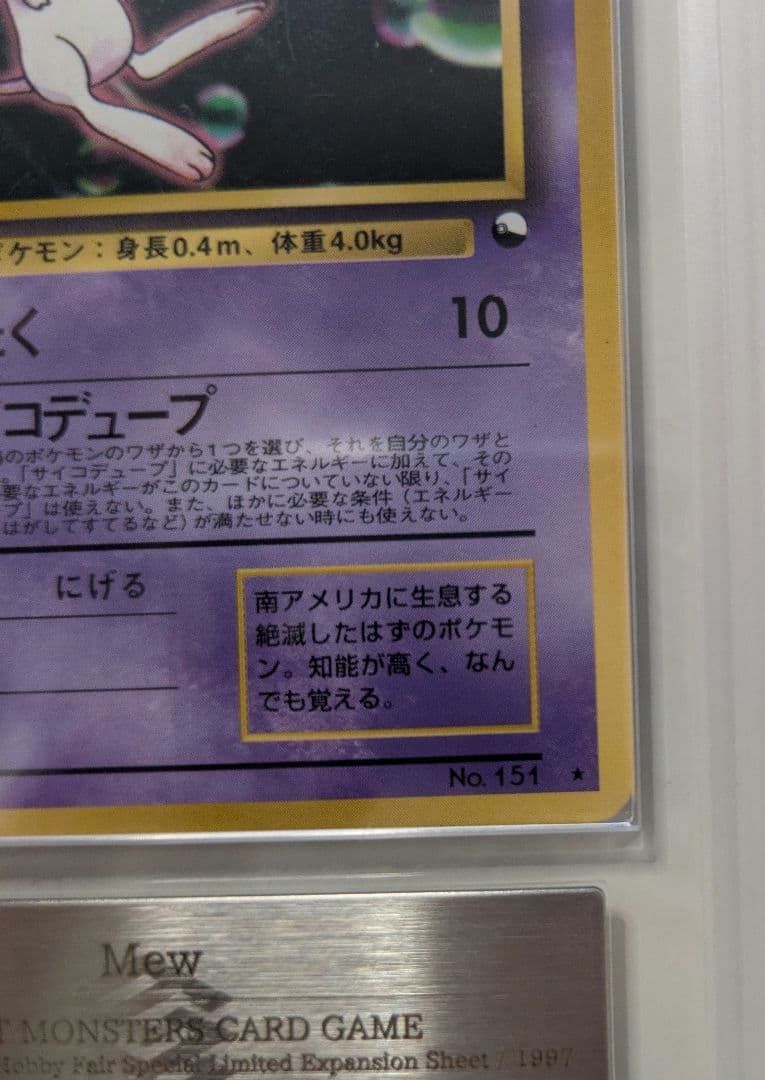 ポケモン：身長0.4m、体重4.0kg
たく 10
コデュープ
のポケモンのワザから1つを選び、それを自分のワザと
。「サイコデュープ」に必要なエネルギーに加えて、その
要なエネルギーがこのカードについていない限り、「サイ
プ」は使えない。また、ほかに必要な条件（エネルギー
はがしてすてるなど）が満たせない時にも使えない。
にげる
南アメリカに生息する
絶滅したはずのポケモ
ン。知能が高く、なん
でも覚える。
No. 151 ★
Mew
T MONSTERS CARD GAME
Hobby Fair Special Limited Expansion Sheet / 1997